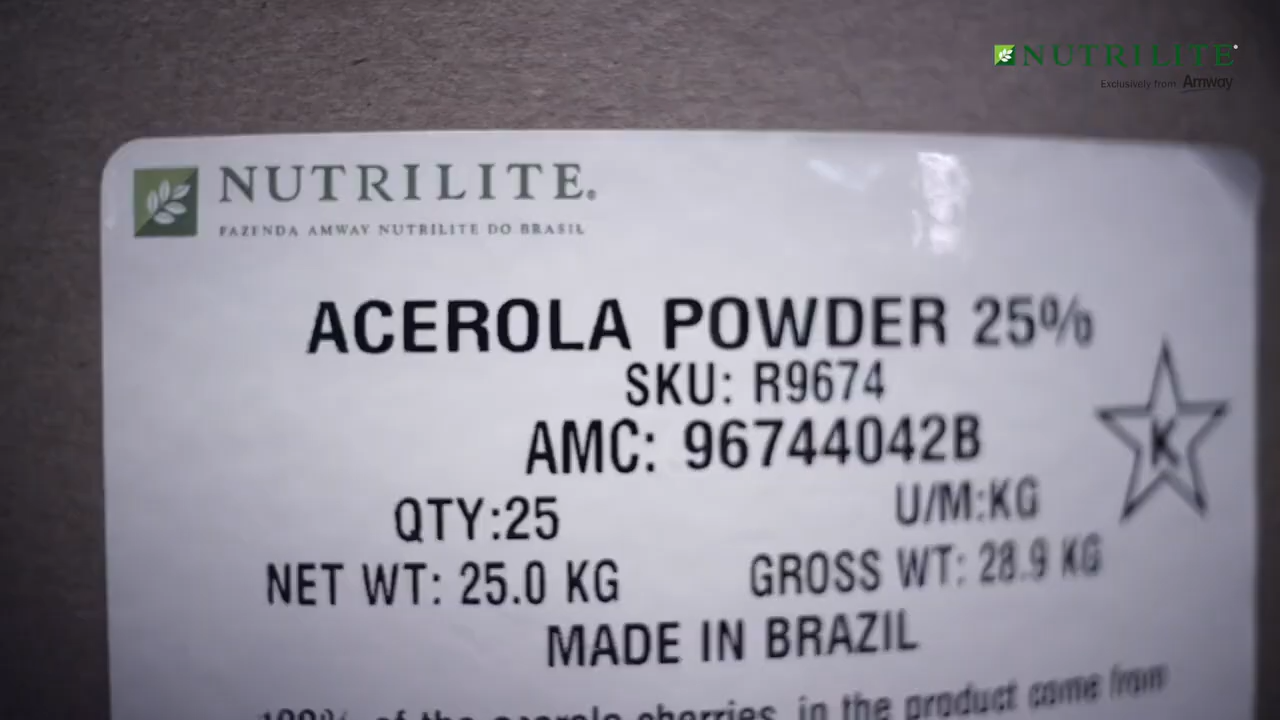 NUTRILITE
Exclusively from Amway
NUTRILITE®
FAZENDA AMWAY NUTRILITE DO BRASIL
ACEROLA POWDER 25%
SKU: R9674
AMC: 96744042B
K
QTY:25 U/M:KG
NET WT: 25.0 KG GROSS WT: 28.9 KG
MADE IN BRAZIL
100% of the acerola cherries in the product come from